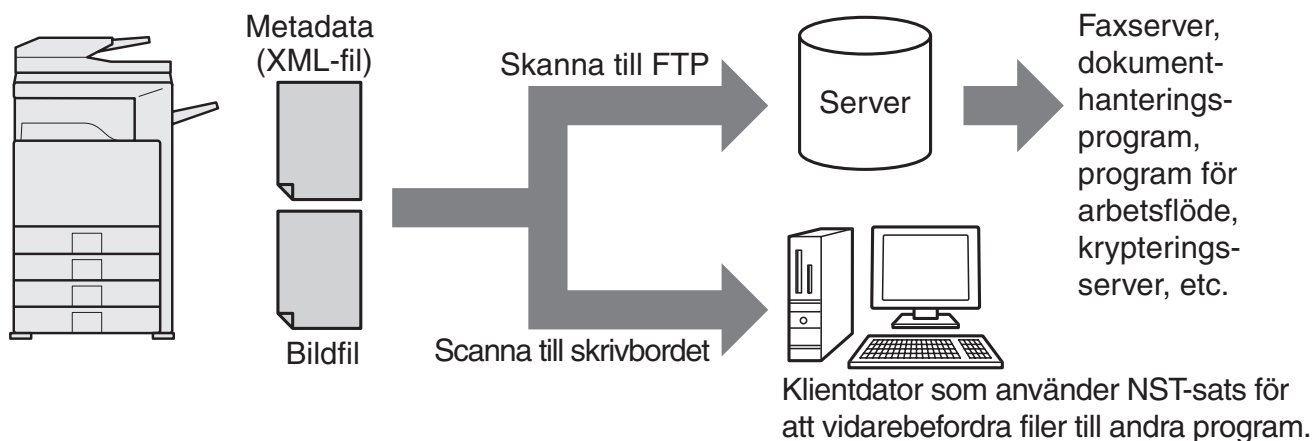 Metadata
(XML-fil)
Bildfil
Skanna till FTP
Scanna till skrivbordet
Server
Faxserver,
dokument-
hanterings-
program,
program för
arbetsflöde,
krypterings-
server, etc.
Klientdator som använder NST-sats för
att vidarebefordra filer till andra program.